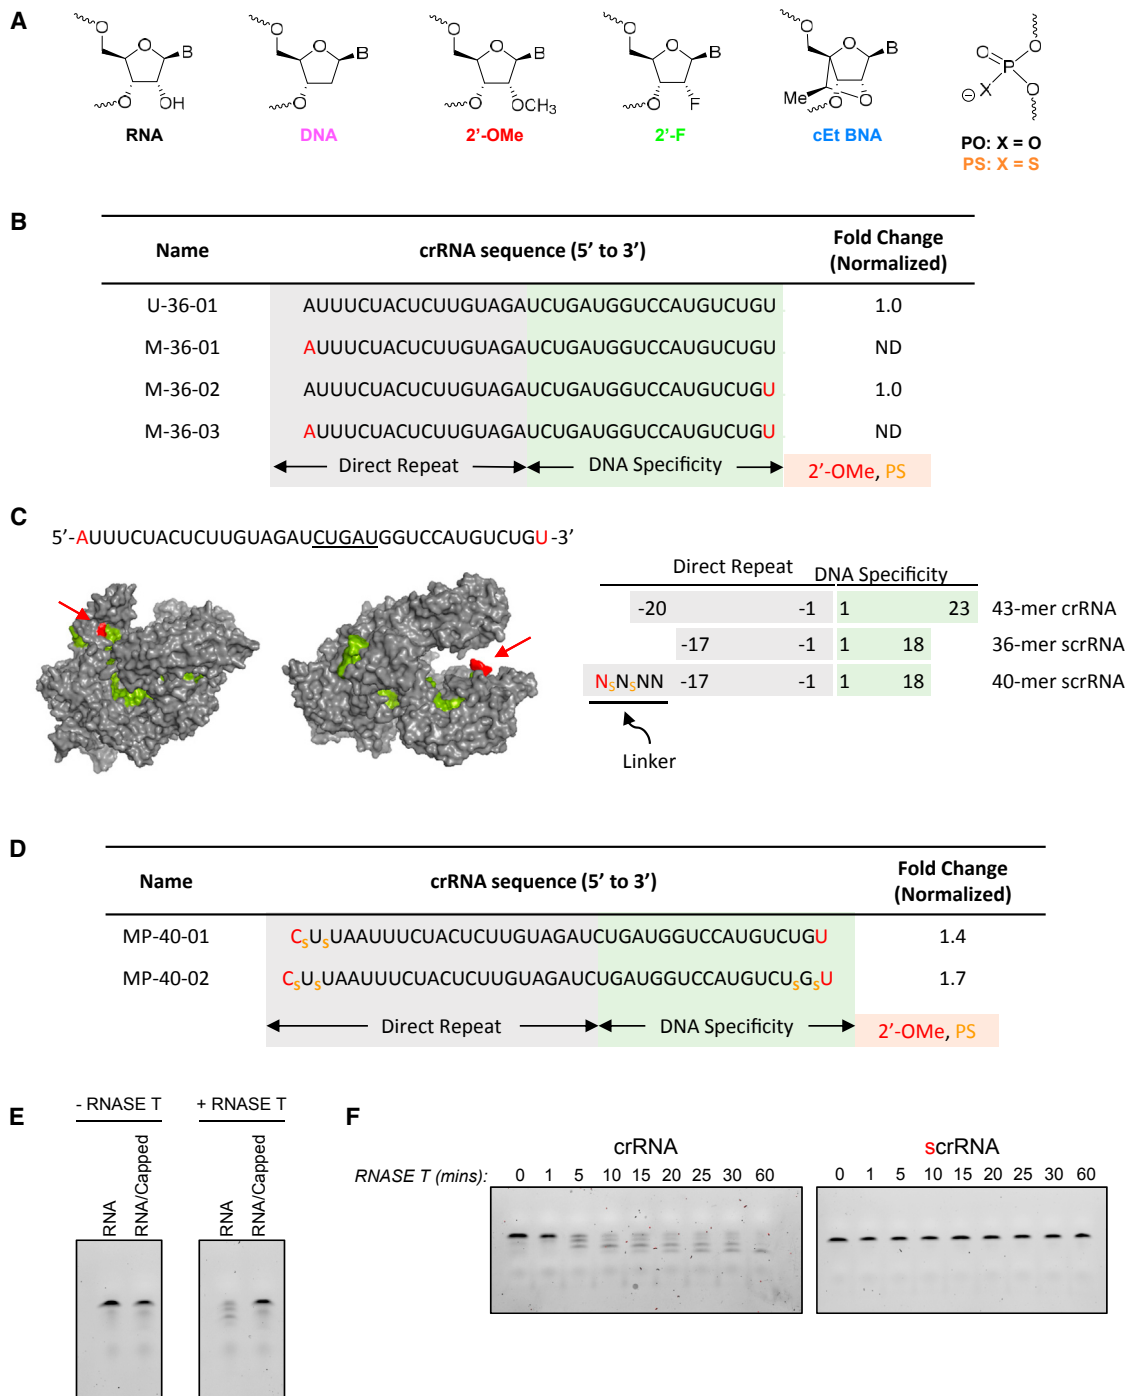 A
O
O
B
O
OH
RNA
O
O
B
O
DNA
O
O
B
O
OCH3
2'-OMe
O
O
B
O
F
2'-F
O
O
B
Me
O
O
cEt BNA
O
O
P
X
O
⊖
PO: X = O
PS: X = S
B
Name crRNA sequence (5' to 3') Fold Change (Normalized)
U-36-01 AUUUCUACUCUUGUAGAUCUGAUGGUCCAUGUCUGU 1.0
M-36-01 AUUUCUACUCUUGUAGAUCUGAUGGUCCAUGUCUGU ND
M-36-02 AUUUCUACUCUUGUAGAUCUGAUGGUCCAUGUCUGU 1.0
M-36-03 AUUUCUACUCUUGUAGAUCUGAUGGUCCAUGUCUGU ND
Direct Repeat DNA Specificity 2'-OMe, PS
C
5'-AUUUCUACUCUUGUAGAUCUGAUGGUCCAUGUCUGU-3'
Direct Repeat DNA Specificity
-20 -1 1 23 43-mer crRNA
-17 -1 1 18 36-mer scrRNA
NsNsNN -17 -1 1 18 40-mer scrRNA
Linker
D
Name crRNA sequence (5' to 3') Fold Change (Normalized)
MP-40-01 CsUsUAAUUUCUACUCUUGUAGAUCUGAUGGUCCAUGUCUGU 1.4
MP-40-02 CsUsUAAUUUCUACUCUUGUAGAUCUGAUGGUCCAUGUCUsGsU 1.7
Direct Repeat DNA Specificity 2'-OMe, PS
E
- RNASE T + RNASE T
RNA RNA/Capped RNA RNA/Capped
F
crRNA scrRNA
RNASE T (mins): 0 1 5 10 15 20 25 30 60 0 1 5 10 15 20 25 30 60